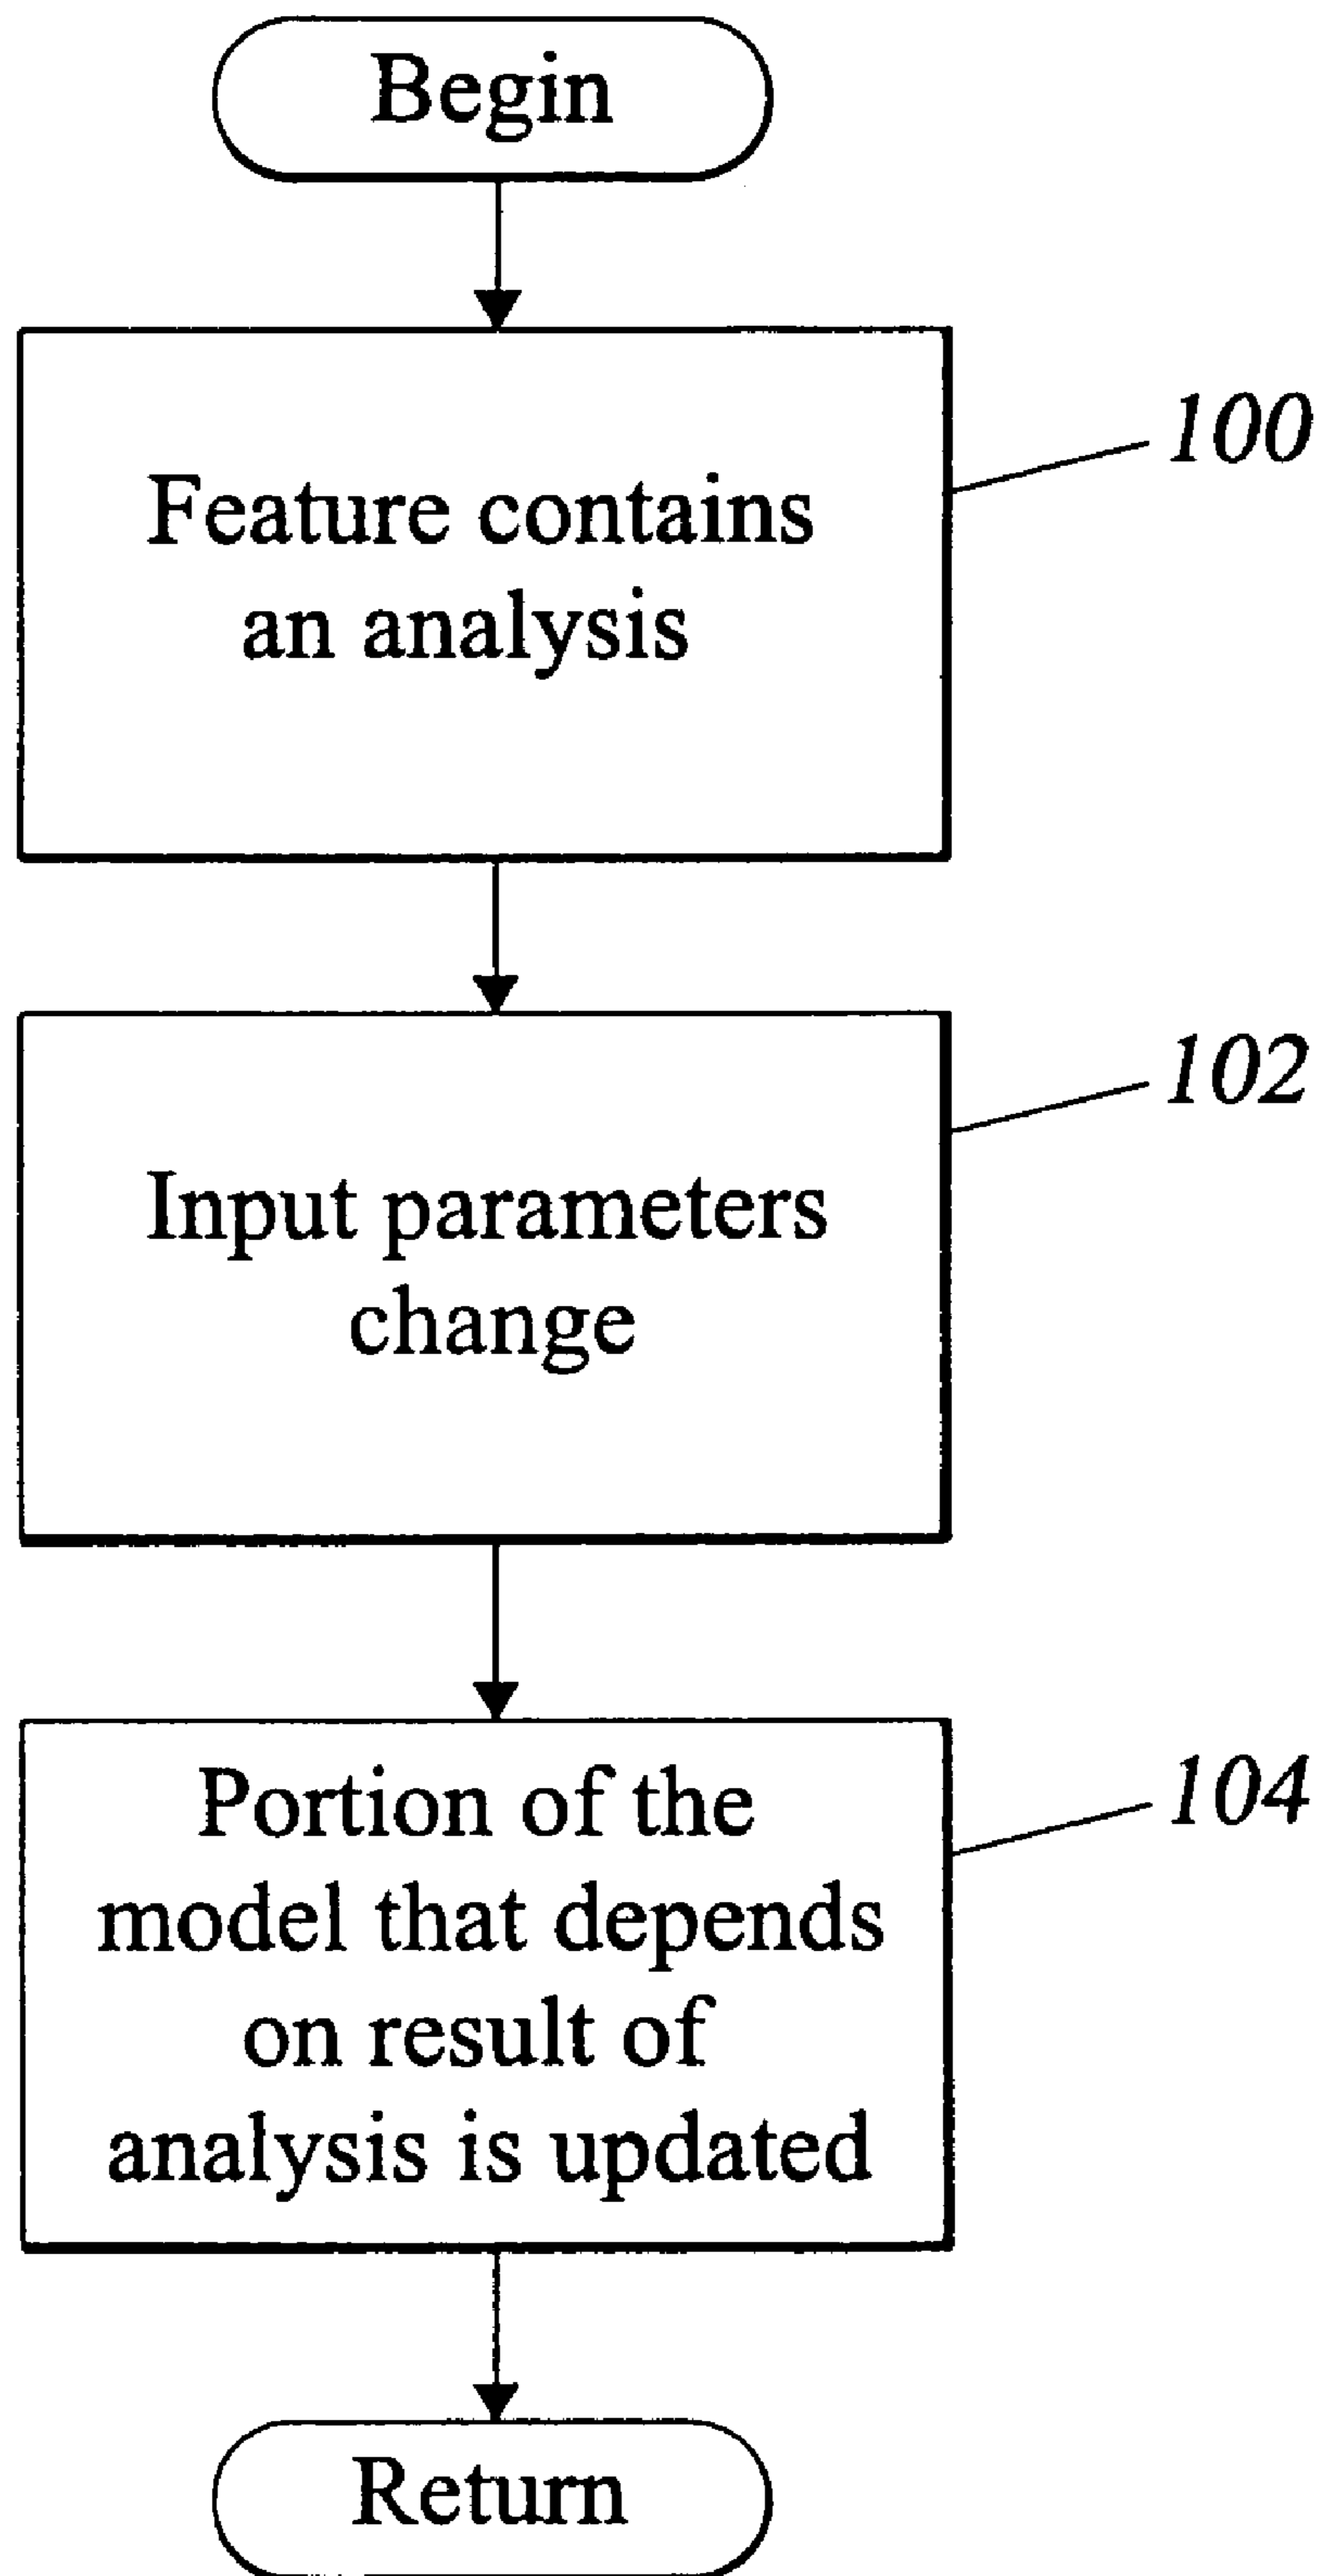 Begin
Feature contains
an analysis
100
Input parameters
change
102
Portion of the
model that depends
on result of
analysis is updated
104
Return